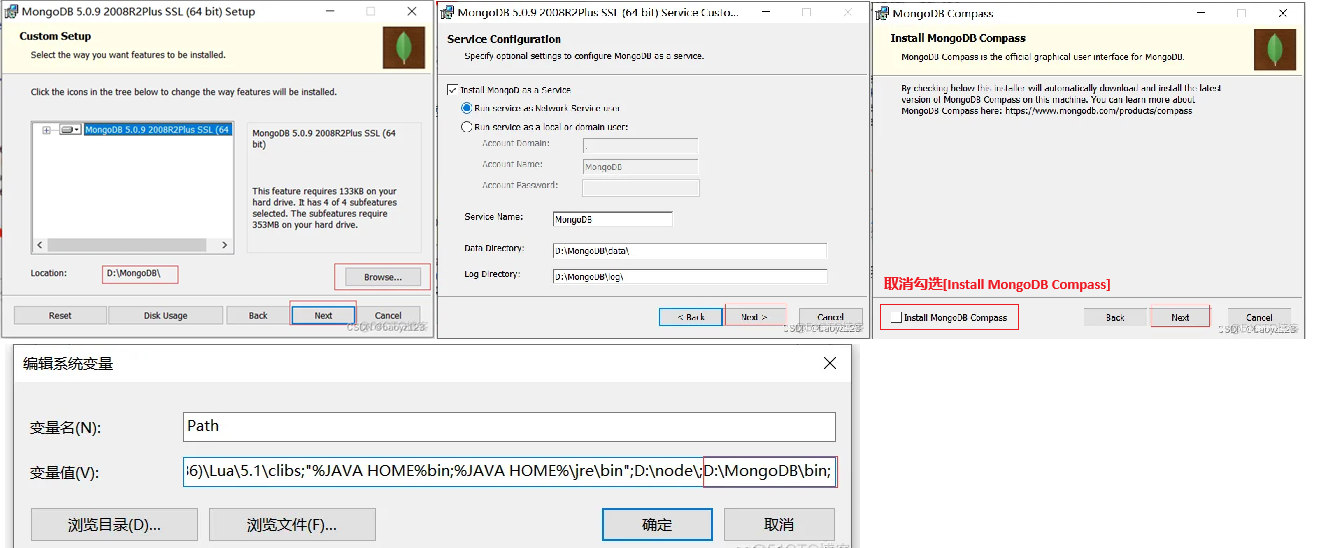 MongoDB 5.0.9 2008R2Plus SSL (64 bit) Setup
Custom Setup
Select the way you want features to be installed.
Click the icons in the tree below to change the way features will be installed.
MongoDB 5.0.9 2008R2Plus SSL (64
MongoDB 5.0.9 2008R2Plus SSL (64
bit)
This feature requires 133KB on your
hard drive. It has 4 of 4 subfeatures
selected. The subfeatures require
353MB on your hard drive.
Location:
D:\MongoDB\
Browse...
Reset
Disk Usage
Back
Next
Cancel
MongoDB 5.0.9 2008R2Plus SSL (64 bit) Service Custo...
Service Configuration
Specify optional settings to configure MongoDB as a service.
Install MongoD as a Service
Run service as Network Service user
Run service as a local or domain user:
Account Domain:
.
Account Name:
MongoDB
Account Password:
Service Name:
MongoDB
Data Directory:
D:\MongoDB\data\
Log Directory:
D:\MongoDB\log\
< Back
Next >
Cancel
MongoDB Compass
Install MongoDB Compass
MongoDB Compass is the official graphical user interface for MongoDB.
By checking below this installer will automatically download and install the latest
version of MongoDB Compass on this machine. You can learn more about
MongoDB Compass here: https://www.mongodb.com/products/compass
取消勾选[Install MongoDB Compass]
Install MongoDB Compass
Back
Next
Cancel
编辑系统变量
变量名(N):
Path
变量值(V):
36)\Lua\5.1\clibs;"%JAVA HOME%bin;%JAVA HOME%\jre\bin";D:\node\;D:\MongoDB\bin;
浏览目录(D)...
浏览文件(F)...
确定
取消